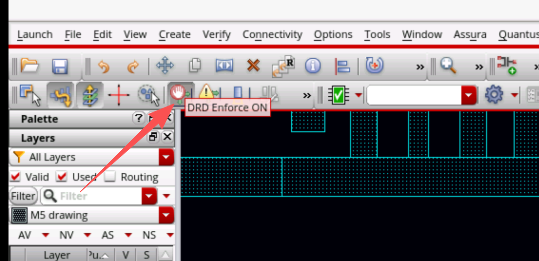 Launch File Edit View Create Verify Connectivity Options Tools Window Assura Quantus
» » »
R
»
DRD Enforce ON
Palette ?
Layers
All Layers
Valid Used Routing
Filter Filter
M5 drawing
AV NV AS NS
Layer V S